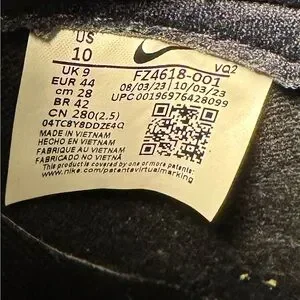 US
10
UK 9
EUR 44
cm 28
BR 42
CN 280(2.5)
04TC8Y8DDZE4Q
VQ2
FZ4618-001
08/03/23 10/03/23
UPC 00196976428099
MADE IN VIETNAM
HECHO EN VIETNAM
FABRIQUE AU VIETNAM
FABRICADO NO VIETNÃ
This product is covered by one or more patents.
www.nike.com/patentsvirtualmarking